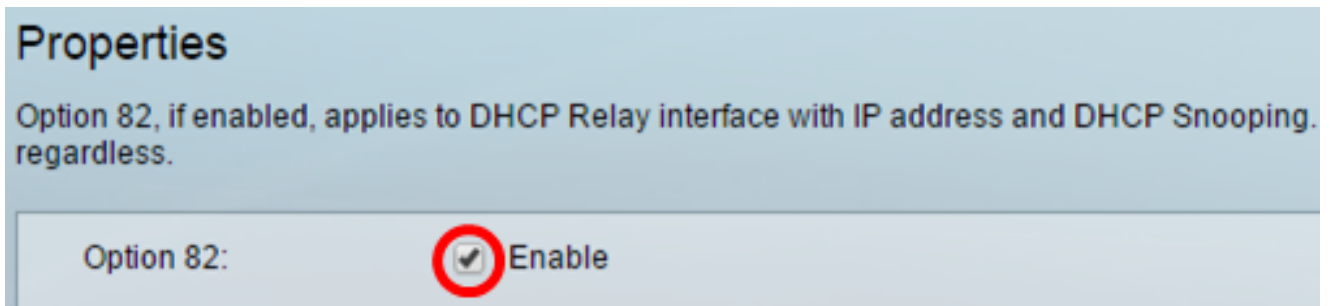 Properties
Option 82, if enabled, applies to DHCP Relay interface with IP address and DHCP Snooping.
regardless.
Option 82: Enable